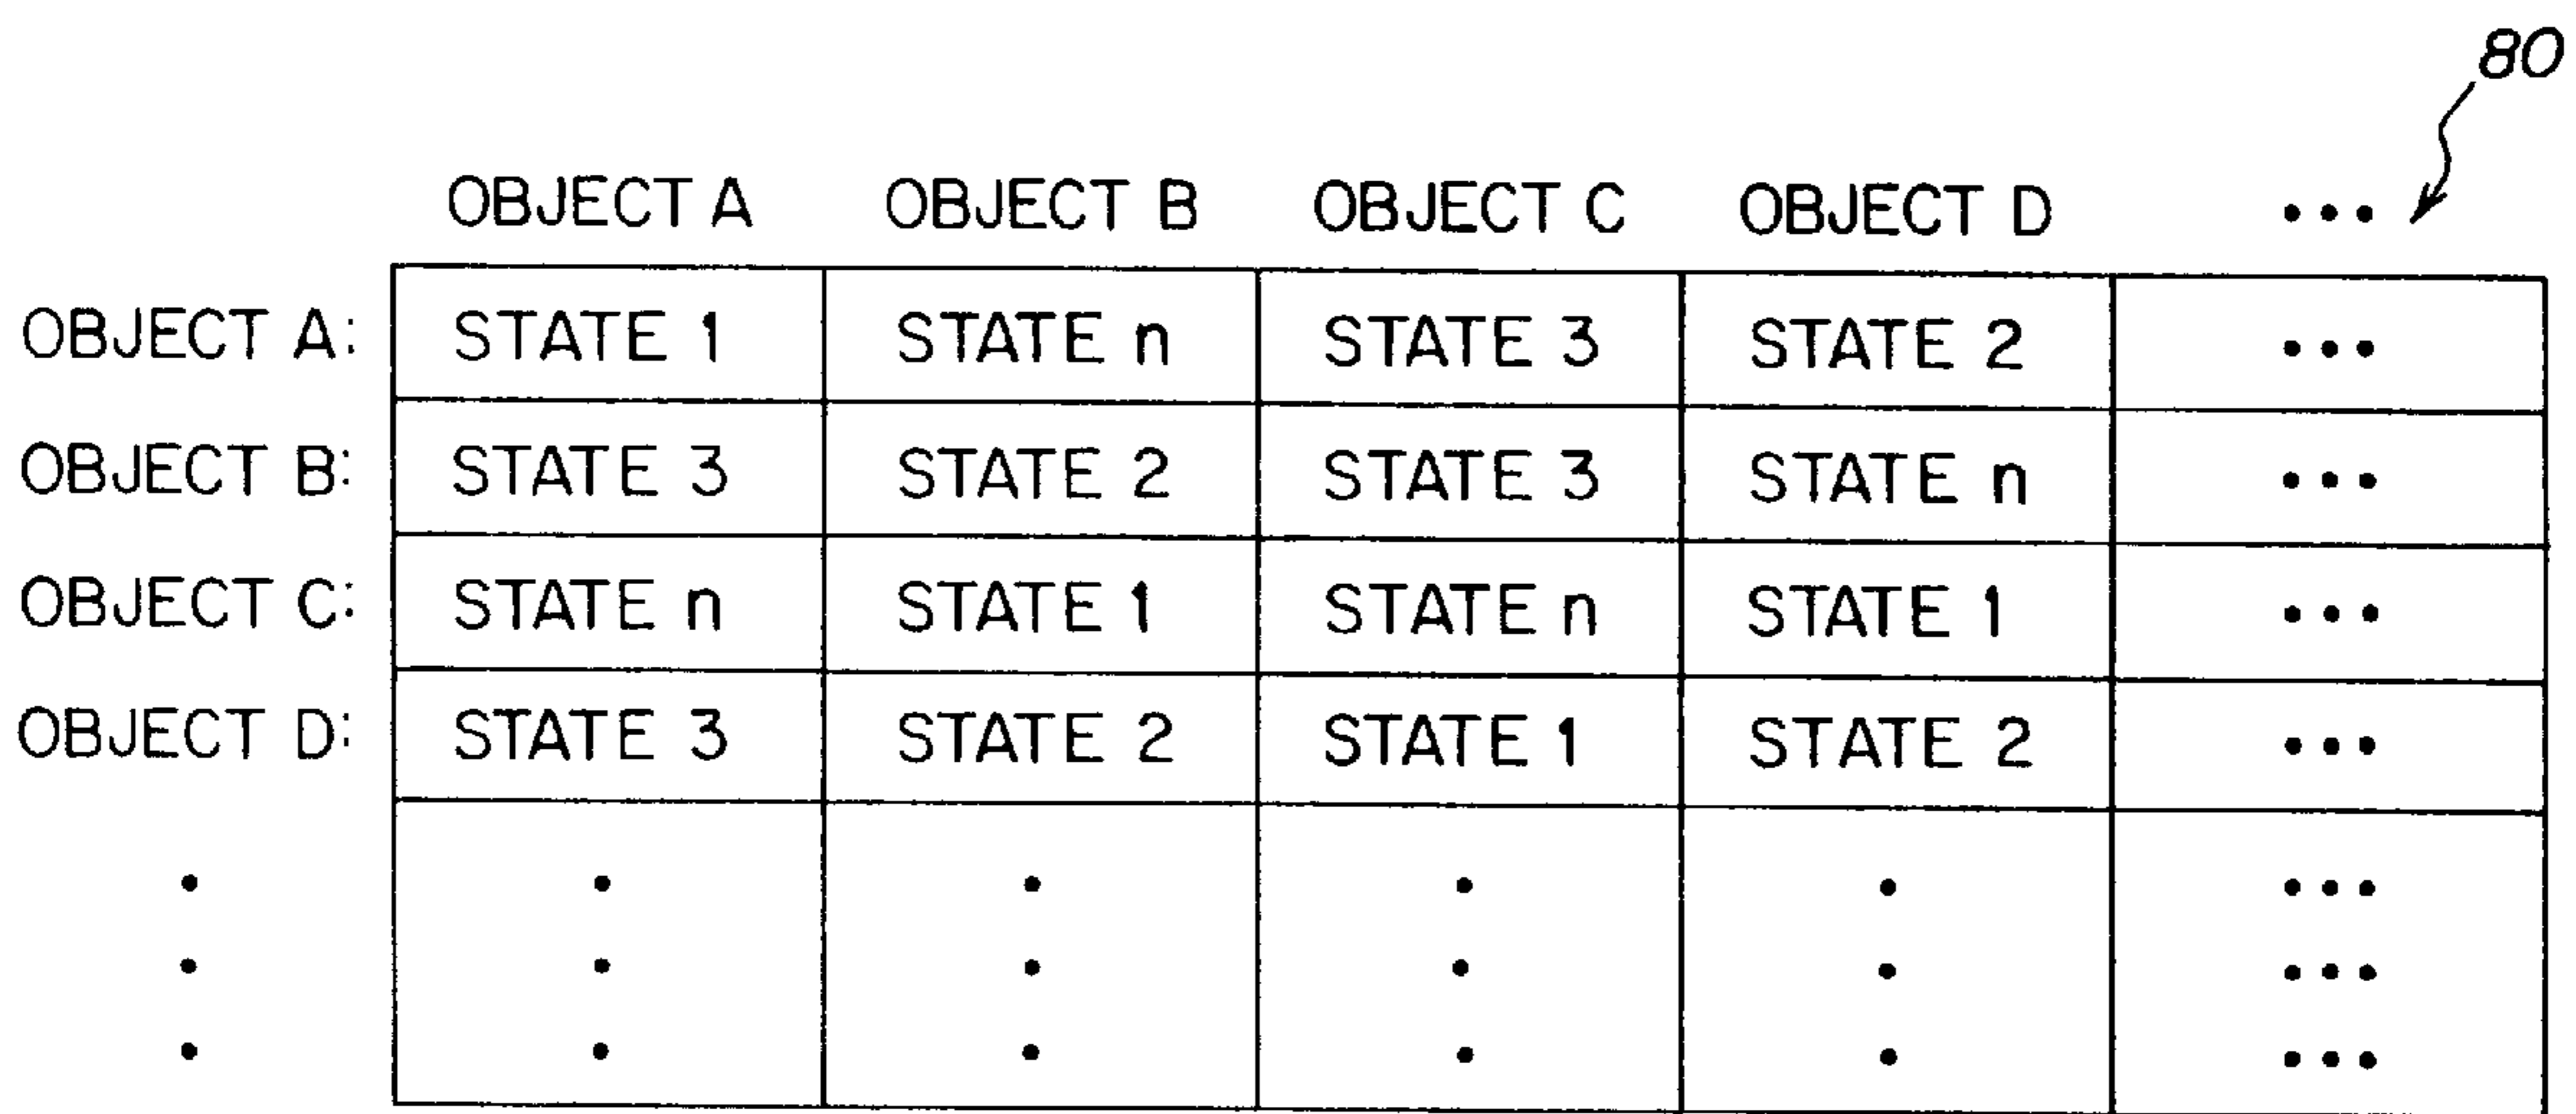 80
OBJECT A OBJECT B OBJECT C OBJECT D •••
OBJECT A: STATE 1 STATE n STATE 3 STATE 2 •••
OBJECT B: STATE 3 STATE 2 STATE 3 STATE n •••
OBJECT C: STATE n STATE 1 STATE n STATE 1 •••
OBJECT D: STATE 3 STATE 2 STATE 1 STATE 2 •••
• • • • • •••
• • • • • •••
• • • • • •••